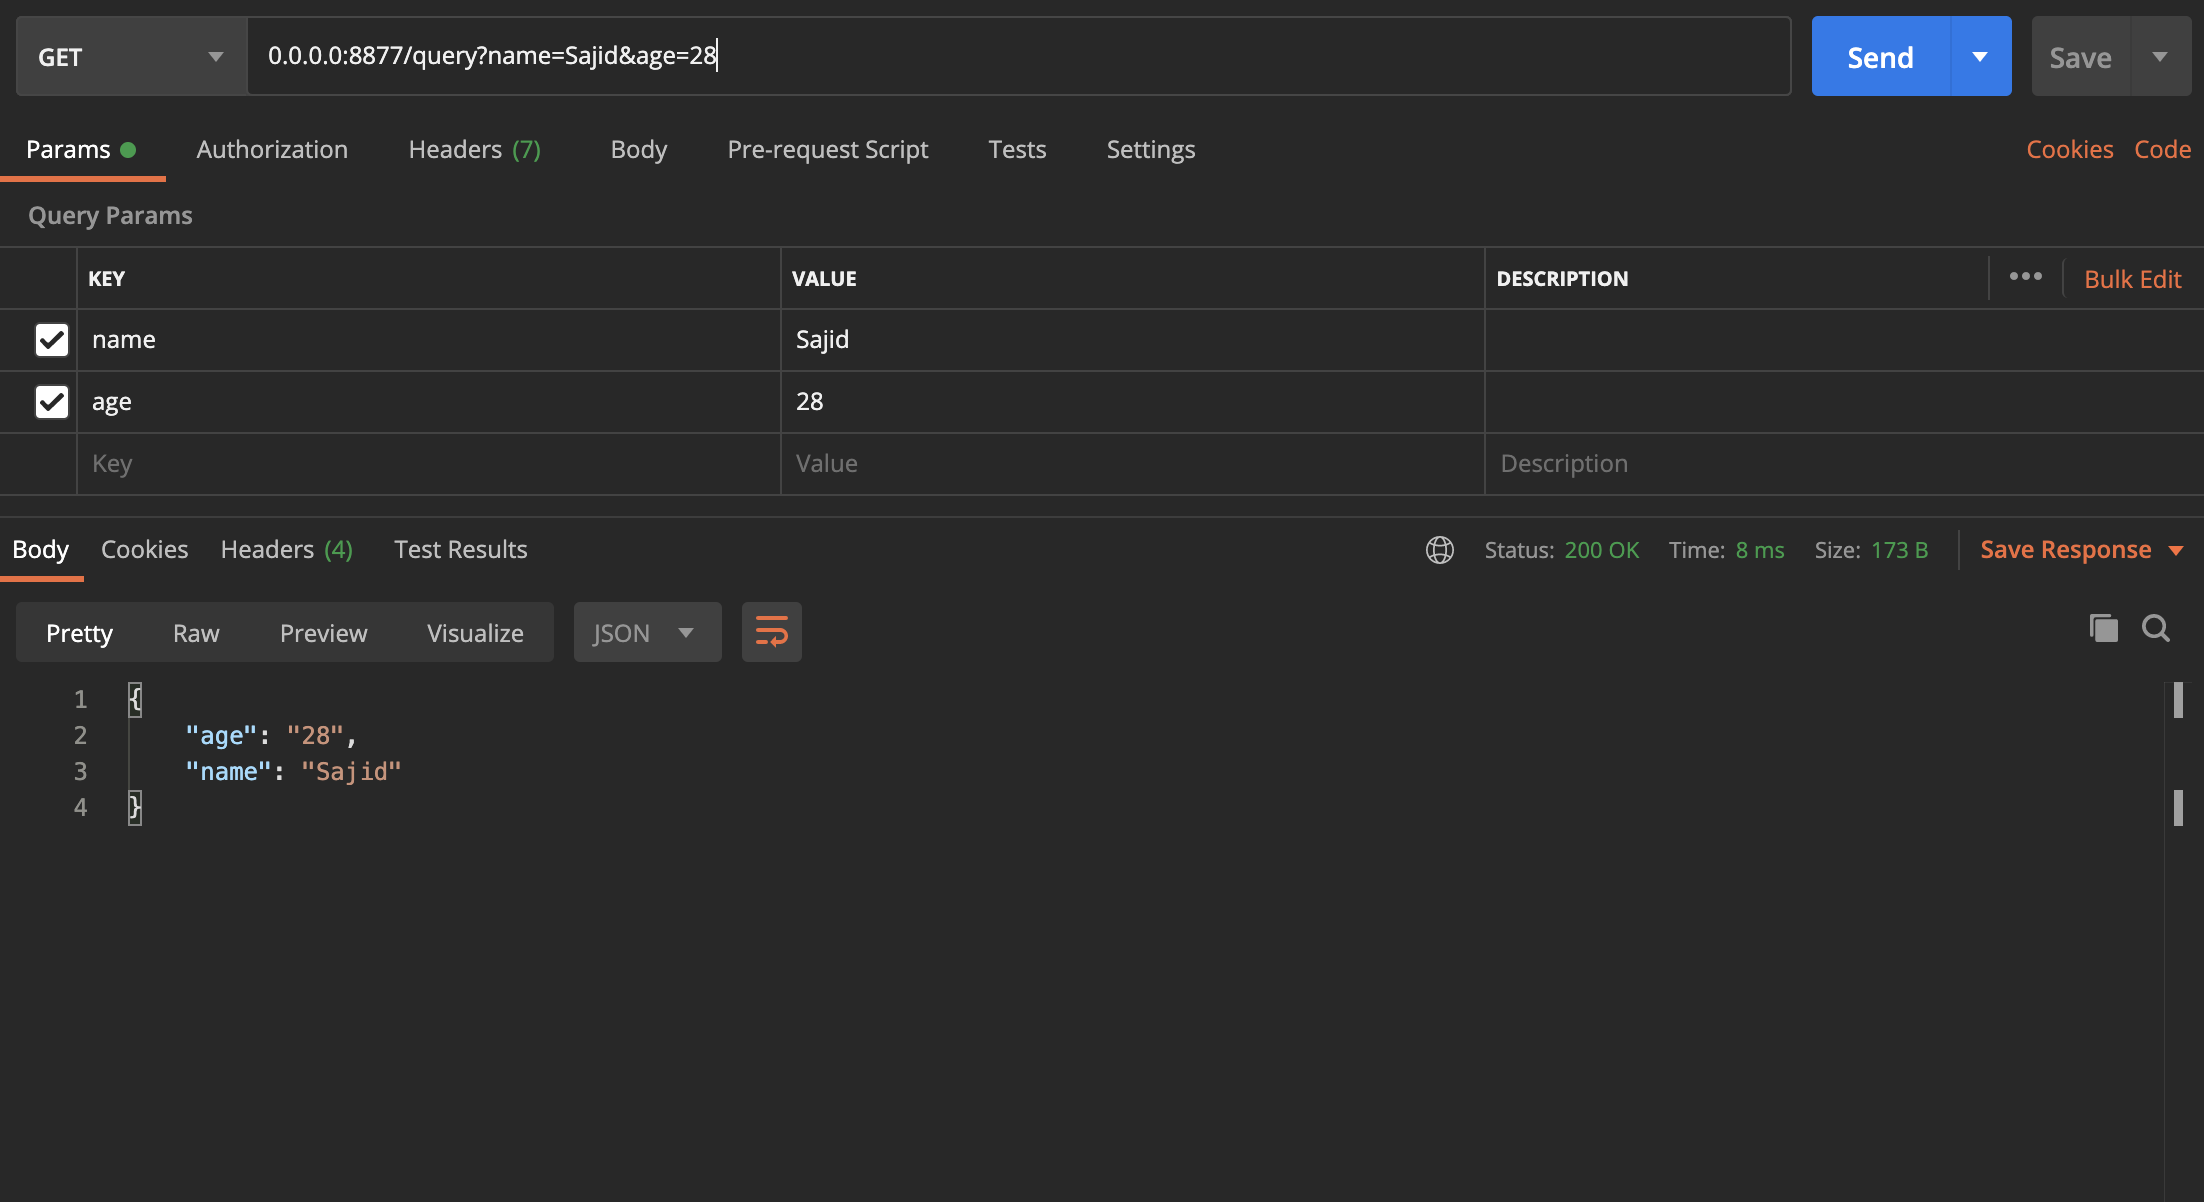 GET 0.0.0.0:8877/query?name=Sajid&age=28 Send Save
Params Authorization Headers (7) Body Pre-request Script Tests Settings Cookies Code
Query Params
KEY VALUE DESCRIPTION ••• Bulk Edit
name Sajid
age 28
Key Value Description
Body Cookies Headers (4) Test Results Status: 200 OK Time: 8 ms Size: 173 B Save Response
Pretty Raw Preview Visualize JSON
1 {
2 "age": "28",
3 "name": "Sajid"
4 }